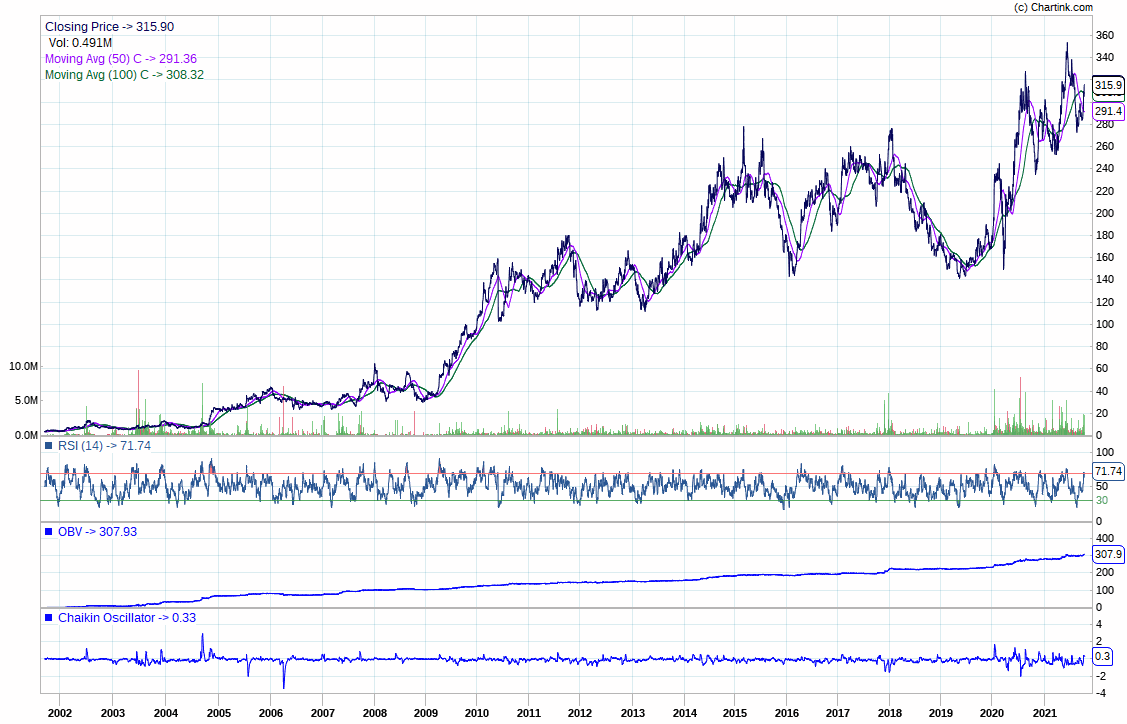 (c) Chartink.com
Closing Price -> 315.90
Vol: 0.491M
Moving Avg (50) C -> 291.36
Moving Avg (100) C -> 308.32
360
340
315.9
291.4
280
260
240
220
200
180
160
140
120
100
80
60
40
20
0
10.0M
5.0M
0.0M
RSI (14) -> 71.74
100
71.74
50
30
0
OBV -> 307.93
400
307.9
200
100
0
Chaikin Oscillator -> 0.33
4
2
0.3
-2
-4
2002 2003 2004 2005 2006 2007 2008 2009 2010 2011 2012 2013 2014 2015 2016 2017 2018 2019 2020 2021